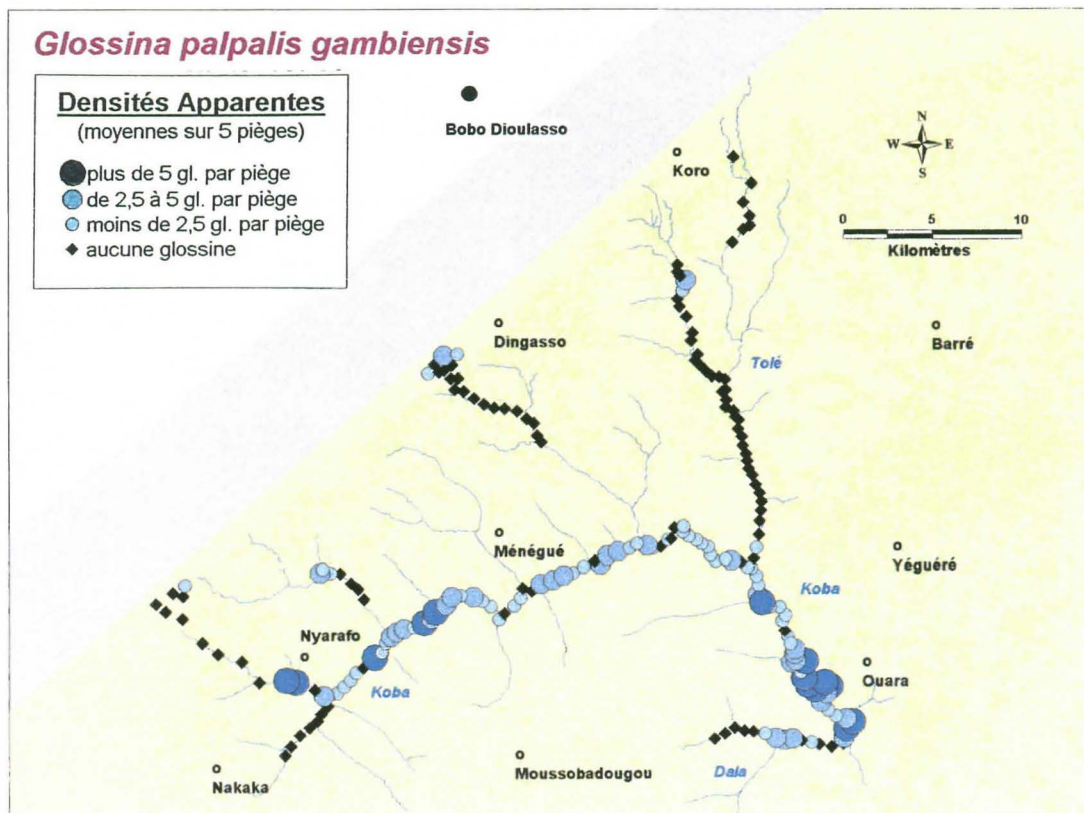 Glossina palpalis gambiensis
Densités Apparentes
(moyennes sur 5 pièges)
plus de 5 gl. par piège
de 2,5 à 5 gl. par piège
moins de 2,5 gl. par piège
aucune glossine
Bobo Dioulasso
Koro
N
W E
S
0 5 10
Kilomètres
Dingasso
Tolé
Barré
Ménégué
Yéguéré
Koba
Nyarafo
Koba
Ouara
Nakaka
Moussobadougou
Dala